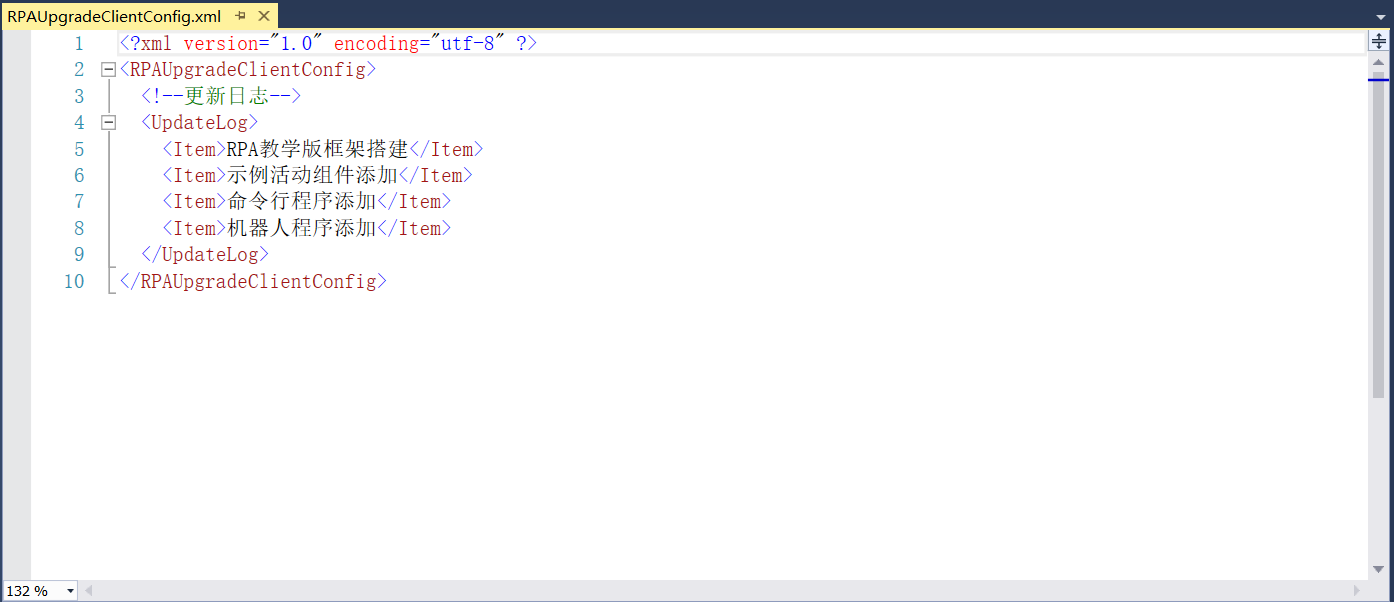 RPAUpgradeClientConfig.xml
1 <?xml version="1.0" encoding="utf-8" ?>
2 <RPAUpgradeClientConfig>
3 <!--更新日志-->
4 <UpdateLog>
5 <Item>RPA教学版框架搭建</Item>
6 <Item>示例活动组件添加</Item>
7 <Item>命令行程序添加</Item>
8 <Item>机器人程序添加</Item>
9 </UpdateLog>
10 </RPAUpgradeClientConfig>
132 %